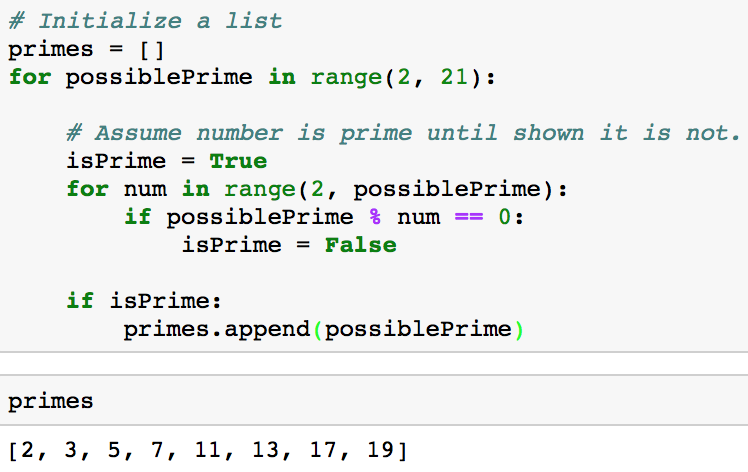 # Initialize a list
primes = []
for possiblePrime in range(2, 21):
    # Assume number is prime until shown it is not.
    isPrime = True
    for num in range(2, possiblePrime):
        if possiblePrime % num == 0:
            isPrime = False
    if isPrime:
        primes.append(possiblePrime)
primes
[2, 3, 5, 7, 11, 13, 17, 19]